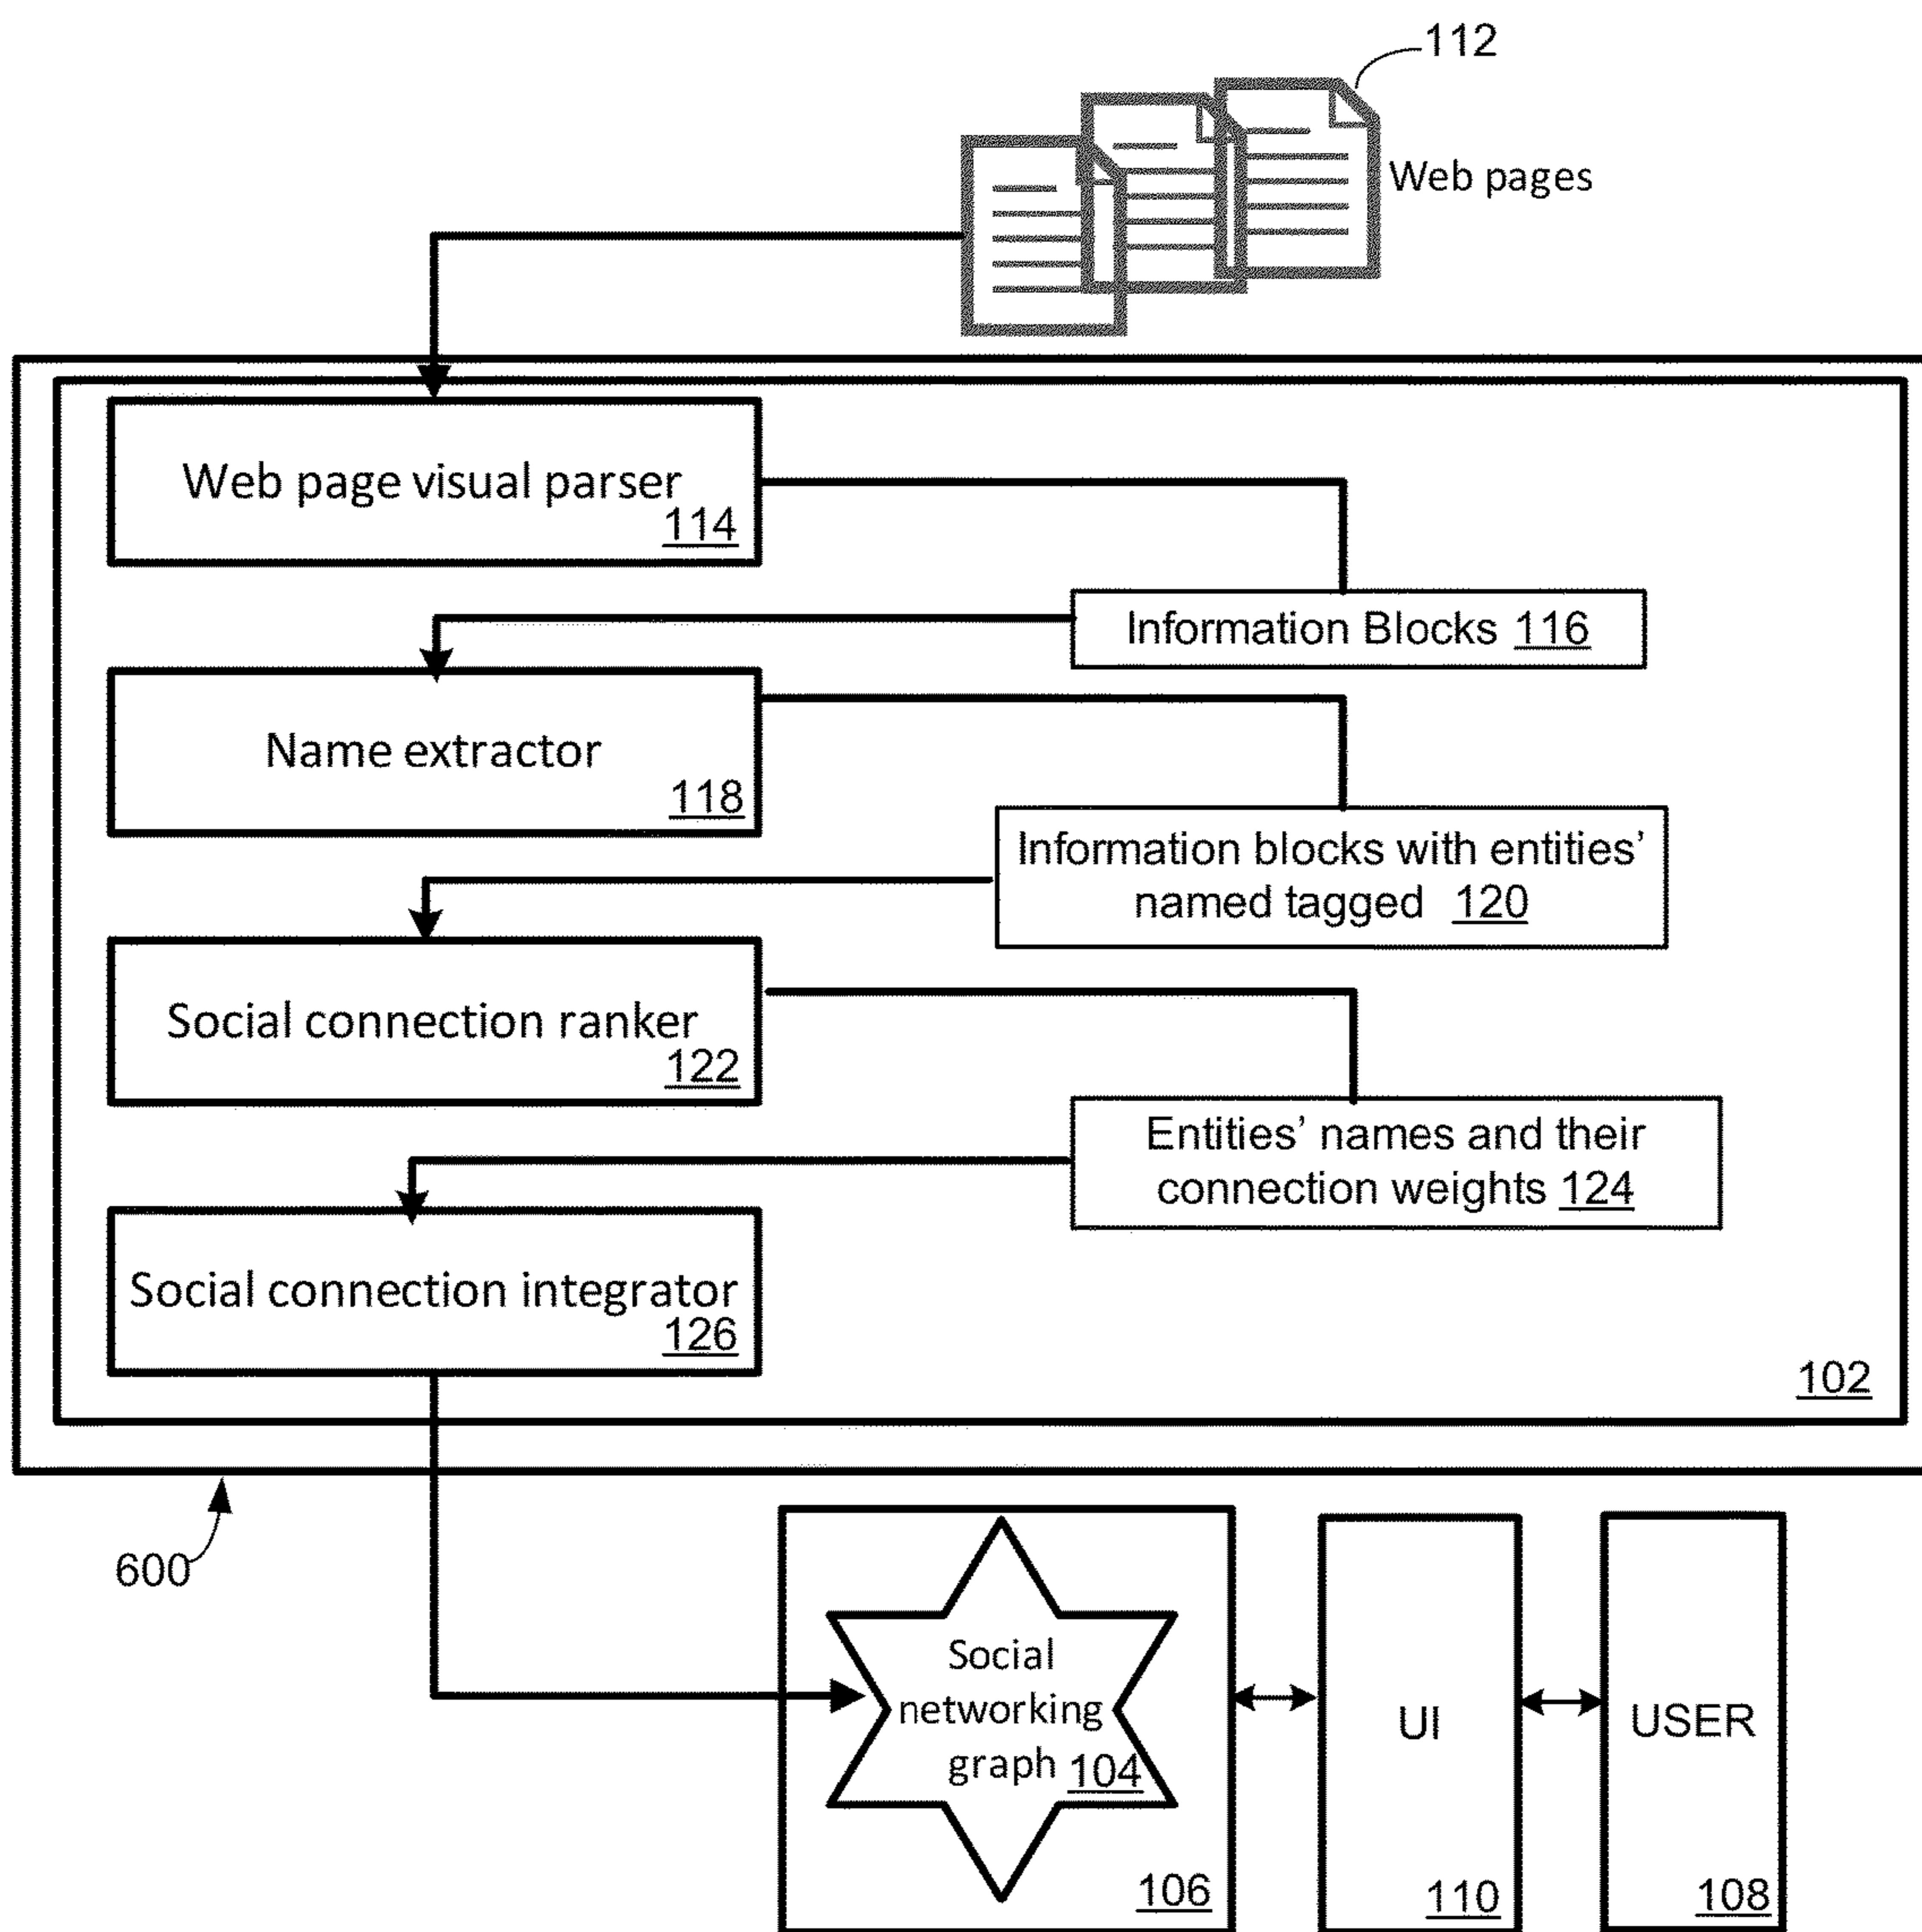 112
Web pages
Web page visual parser
114
Information Blocks 116
Name extractor
118
Information blocks with entities’
named tagged 120
Social connection ranker
122
Entities’ names and their
connection weights 124
Social connection integrator
126
102
600
Social
networking
graph 104
106
UI
110
USER
108